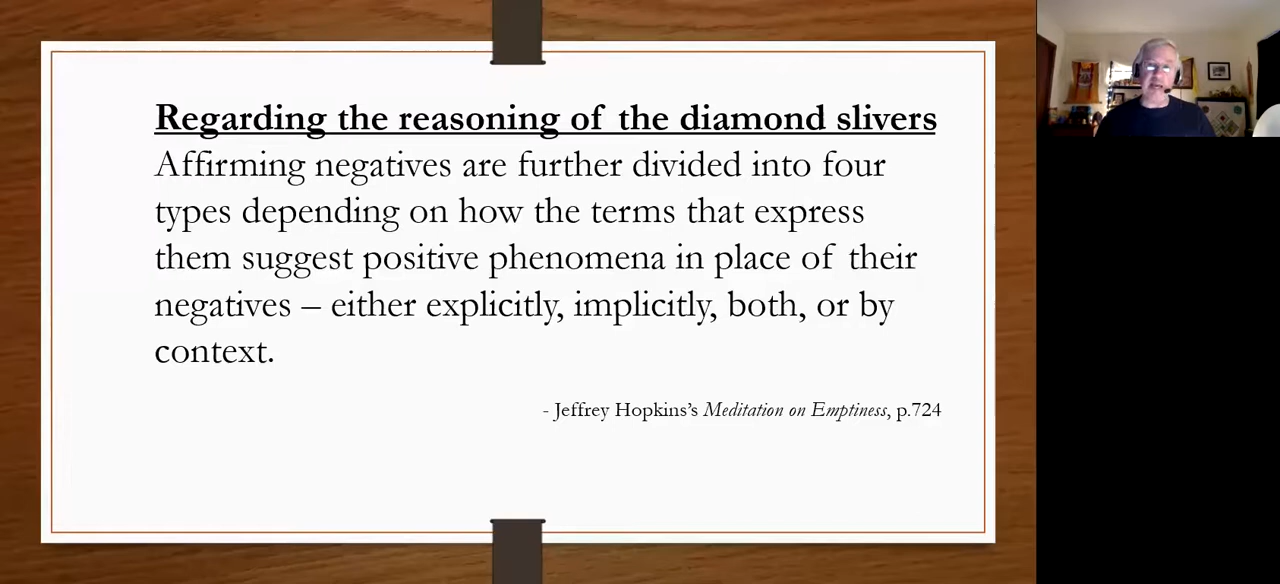 Regarding the reasoning of the diamond slivers
Affirming negatives are further divided into four
types depending on how the terms that express
them suggest positive phenomena in place of their
negatives – either explicitly, implicitly, both, or by
context.
- Jeffrey Hopkins’s Meditation on Emptiness, p.724